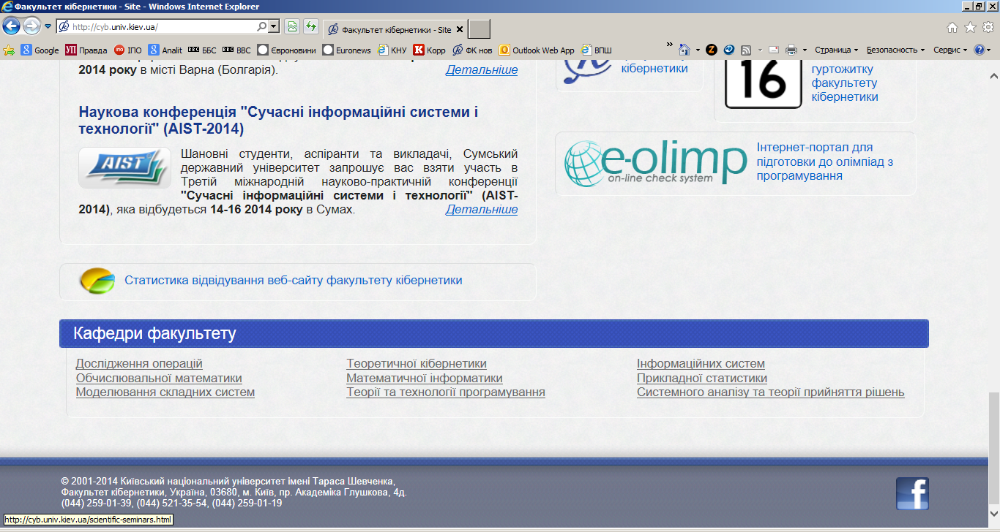 Факультет кібернетики - Site - Windows Internet Explorer
http://cyb.univ.kiev.ua/
Факультет кібернетики - Site
Google Правда ІПО Analit ББС BBC Євроновини Euronews КНУ Корр ФК нов Outlook Web App ВПШ
Страница Безопасность Сервис
2014 року в місті Варна (Болгарія). Детальніше
кібернетики
16
гуртожитку
факультету
кібернетики
Наукова конференція "Сучасні інформаційні системи і
технології" (AIST-2014)
AIST
Шановні студенти, аспіранти та викладачі, Сумський
державний університет запрошує вас взяти участь в
Третій міжнародній науково-практичній конференції
"Сучасні інформаційні системи і технології" (AIST-
2014), яка відбудеться 14-16 2014 року в Сумах. Детальніше
e-olimp
on-line check system
Інтернет-портал для
підготовки до олімпіад з
програмування
Статистика відвідування веб-сайту факультету кібернетики
Кафедри факультету
Дослідження операцій Теоретичної кібернетики Інформаційних систем
Обчислювальної математики Математичної інформатики Прикладної статистики
Моделювання складних систем Теорії та технології програмування Системного аналізу та теорії прийняття рішень
© 2001-2014 Київський національний університет імені Тараса Шевченка,
Факультет кібернетики, Україна, 03680, м. Київ, пр. Академіка Глушкова, 4д.
(044) 259-01-39, (044) 521-35-54, (044) 259-01-19
http://cyb.univ.kiev.ua/scientific-seminars.html